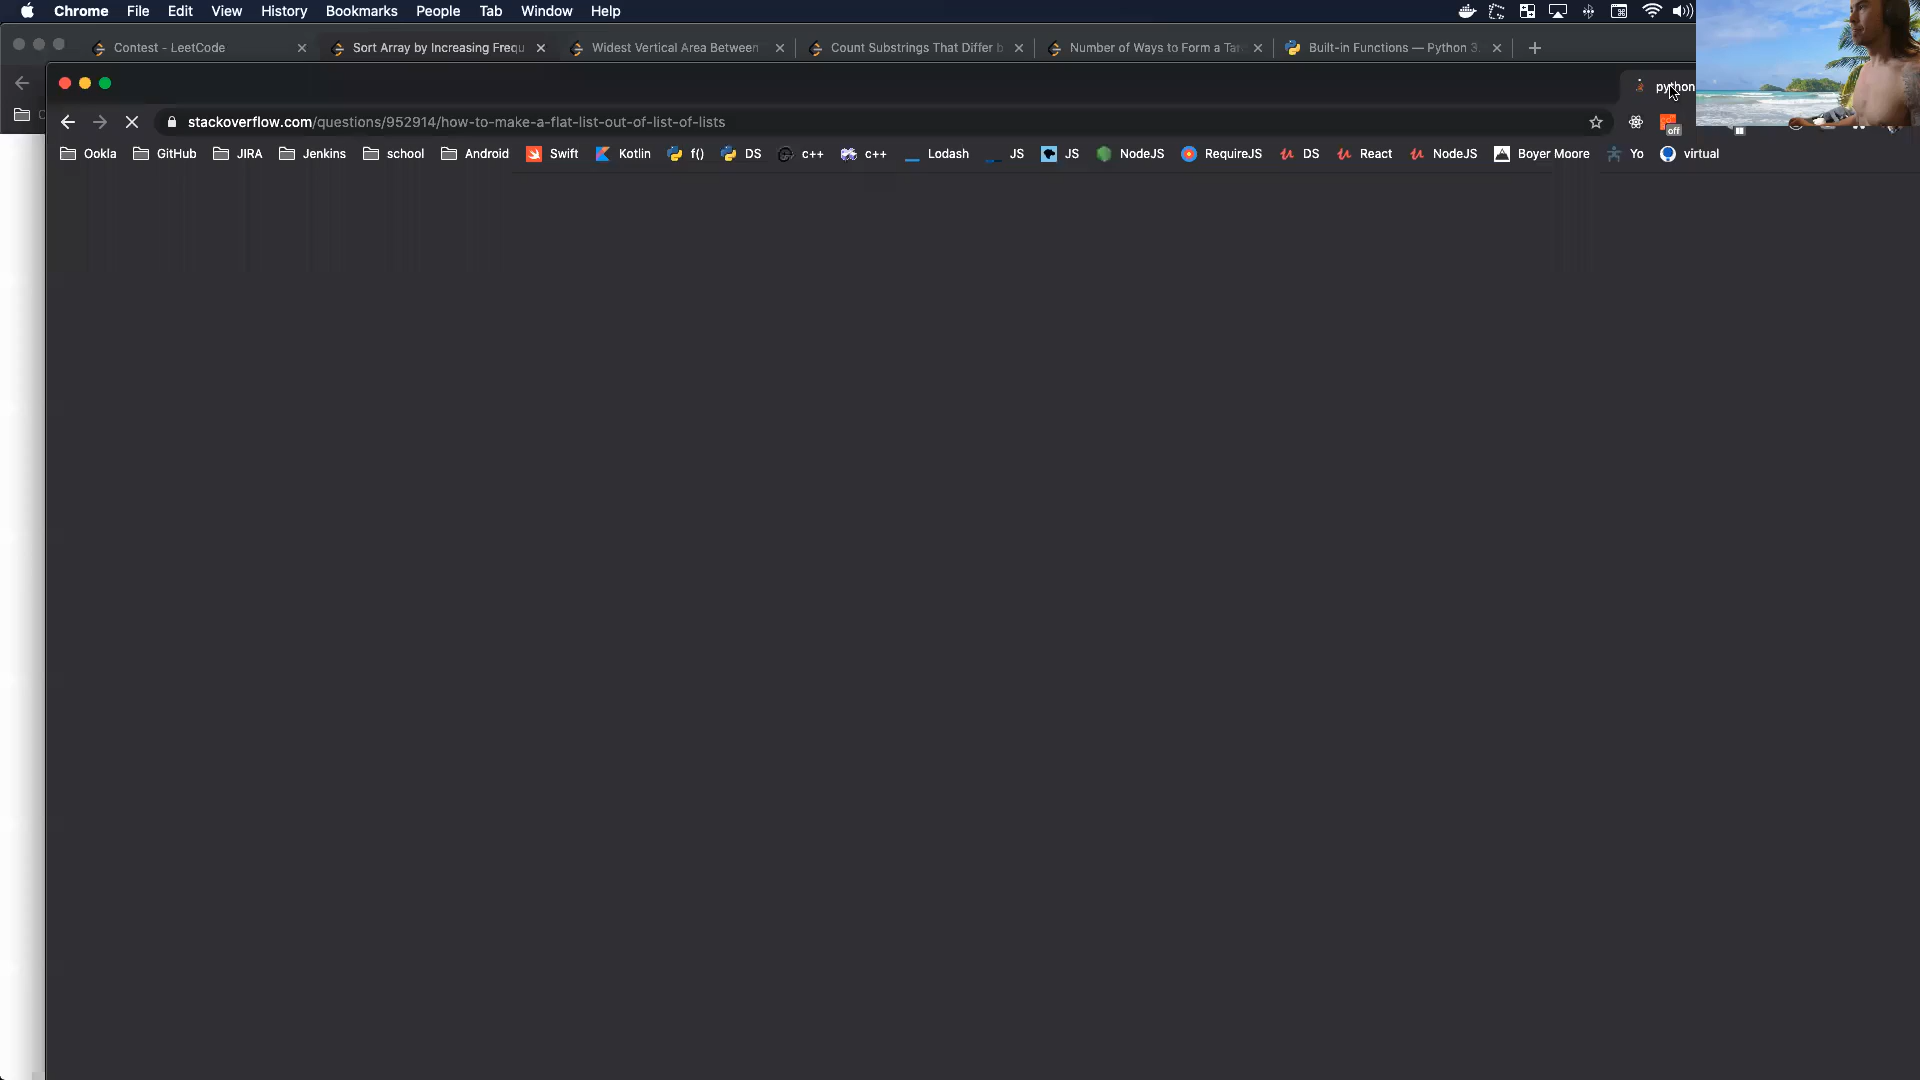 Chrome File Edit View History Bookmarks People Tab Window Help
Contest - LeetCode Sort Array by Increasing Frequ Widest Vertical Area Between Count Substrings That Differ b Number of Ways to Form a Tar Built-in Functions — Python 3.
python
stackoverflow.com/questions/952914/how-to-make-a-flat-list-out-of-list-of-lists
off
Ookla GitHub JIRA Jenkins school Android Swift Kotlin f() DS c++ c++ Lodash JS JS NodeJS RequireJS DS React NodeJS Boyer Moore Yo virtual